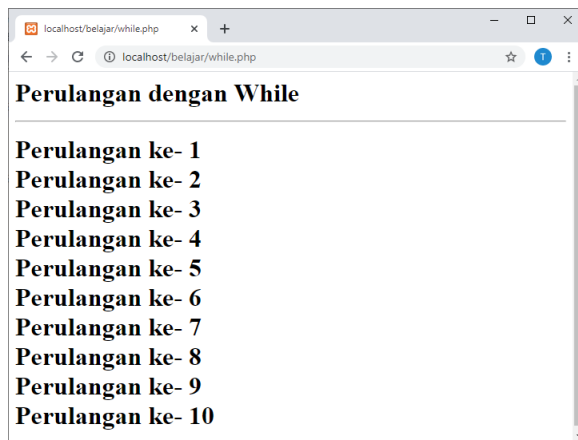 localhost/belajar/while.php
localhost/belajar/while.php
T
Perulangan dengan While
Perulangan ke- 1
Perulangan ke- 2
Perulangan ke- 3
Perulangan ke- 4
Perulangan ke- 5
Perulangan ke- 6
Perulangan ke- 7
Perulangan ke- 8
Perulangan ke- 9
Perulangan ke- 10